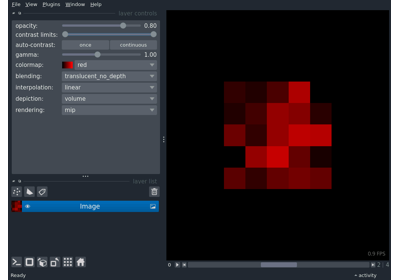 File View Plugins Window Help
layer controls
opacity: 0.80
contrast limits:
auto-contrast: once continuous
gamma: 1.00
colormap: red
blending: translucent_no_depth
interpolation: linear
depiction: volume
rendering: mip
layer list
Image
0.9 FPS
0 2 4
Ready activity